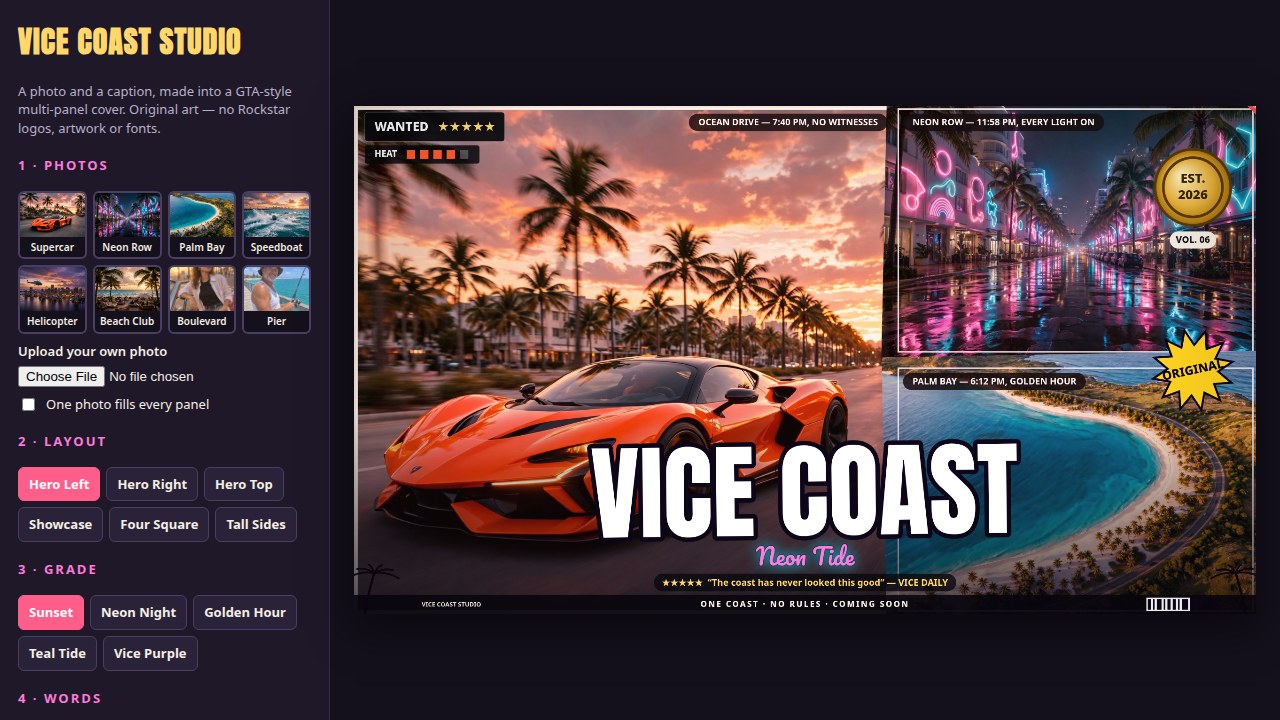 VICE COAST STUDIO
A photo and a caption, made into a GTA-style
multi-panel cover. Original art — no Rockstar
logos, artwork or fonts.
1 · PHOTOS
Supercar
Neon Row
Palm Bay
Speedboat
Helicopter
Beach Club
Boulevard
Pier
Upload your own photo
Choose File No file chosen
One photo fills every panel
2 · LAYOUT
Hero Left
Hero Right
Hero Top
Showcase
Four Square
Tall Sides
3 · GRADE
Sunset
Neon Night
Golden Hour
Teal Tide
Vice Purple
4 · WORDS
WANTED ★★★★★
HEAT
OCEAN DRIVE — 7:40 PM, NO WITNESSES
NEON ROW — 11:58 PM, EVERY LIGHT ON
EST.
2026
VOL. 06
ORIGINAL
PALM BAY — 6:12 PM, GOLDEN HOUR
VICE COAST
Neon Tide
★★★★★ “The coast has never looked this good” — VICE DAILY
VICE COAST STUDIO
ONE COAST · NO RULES · COMING SOON